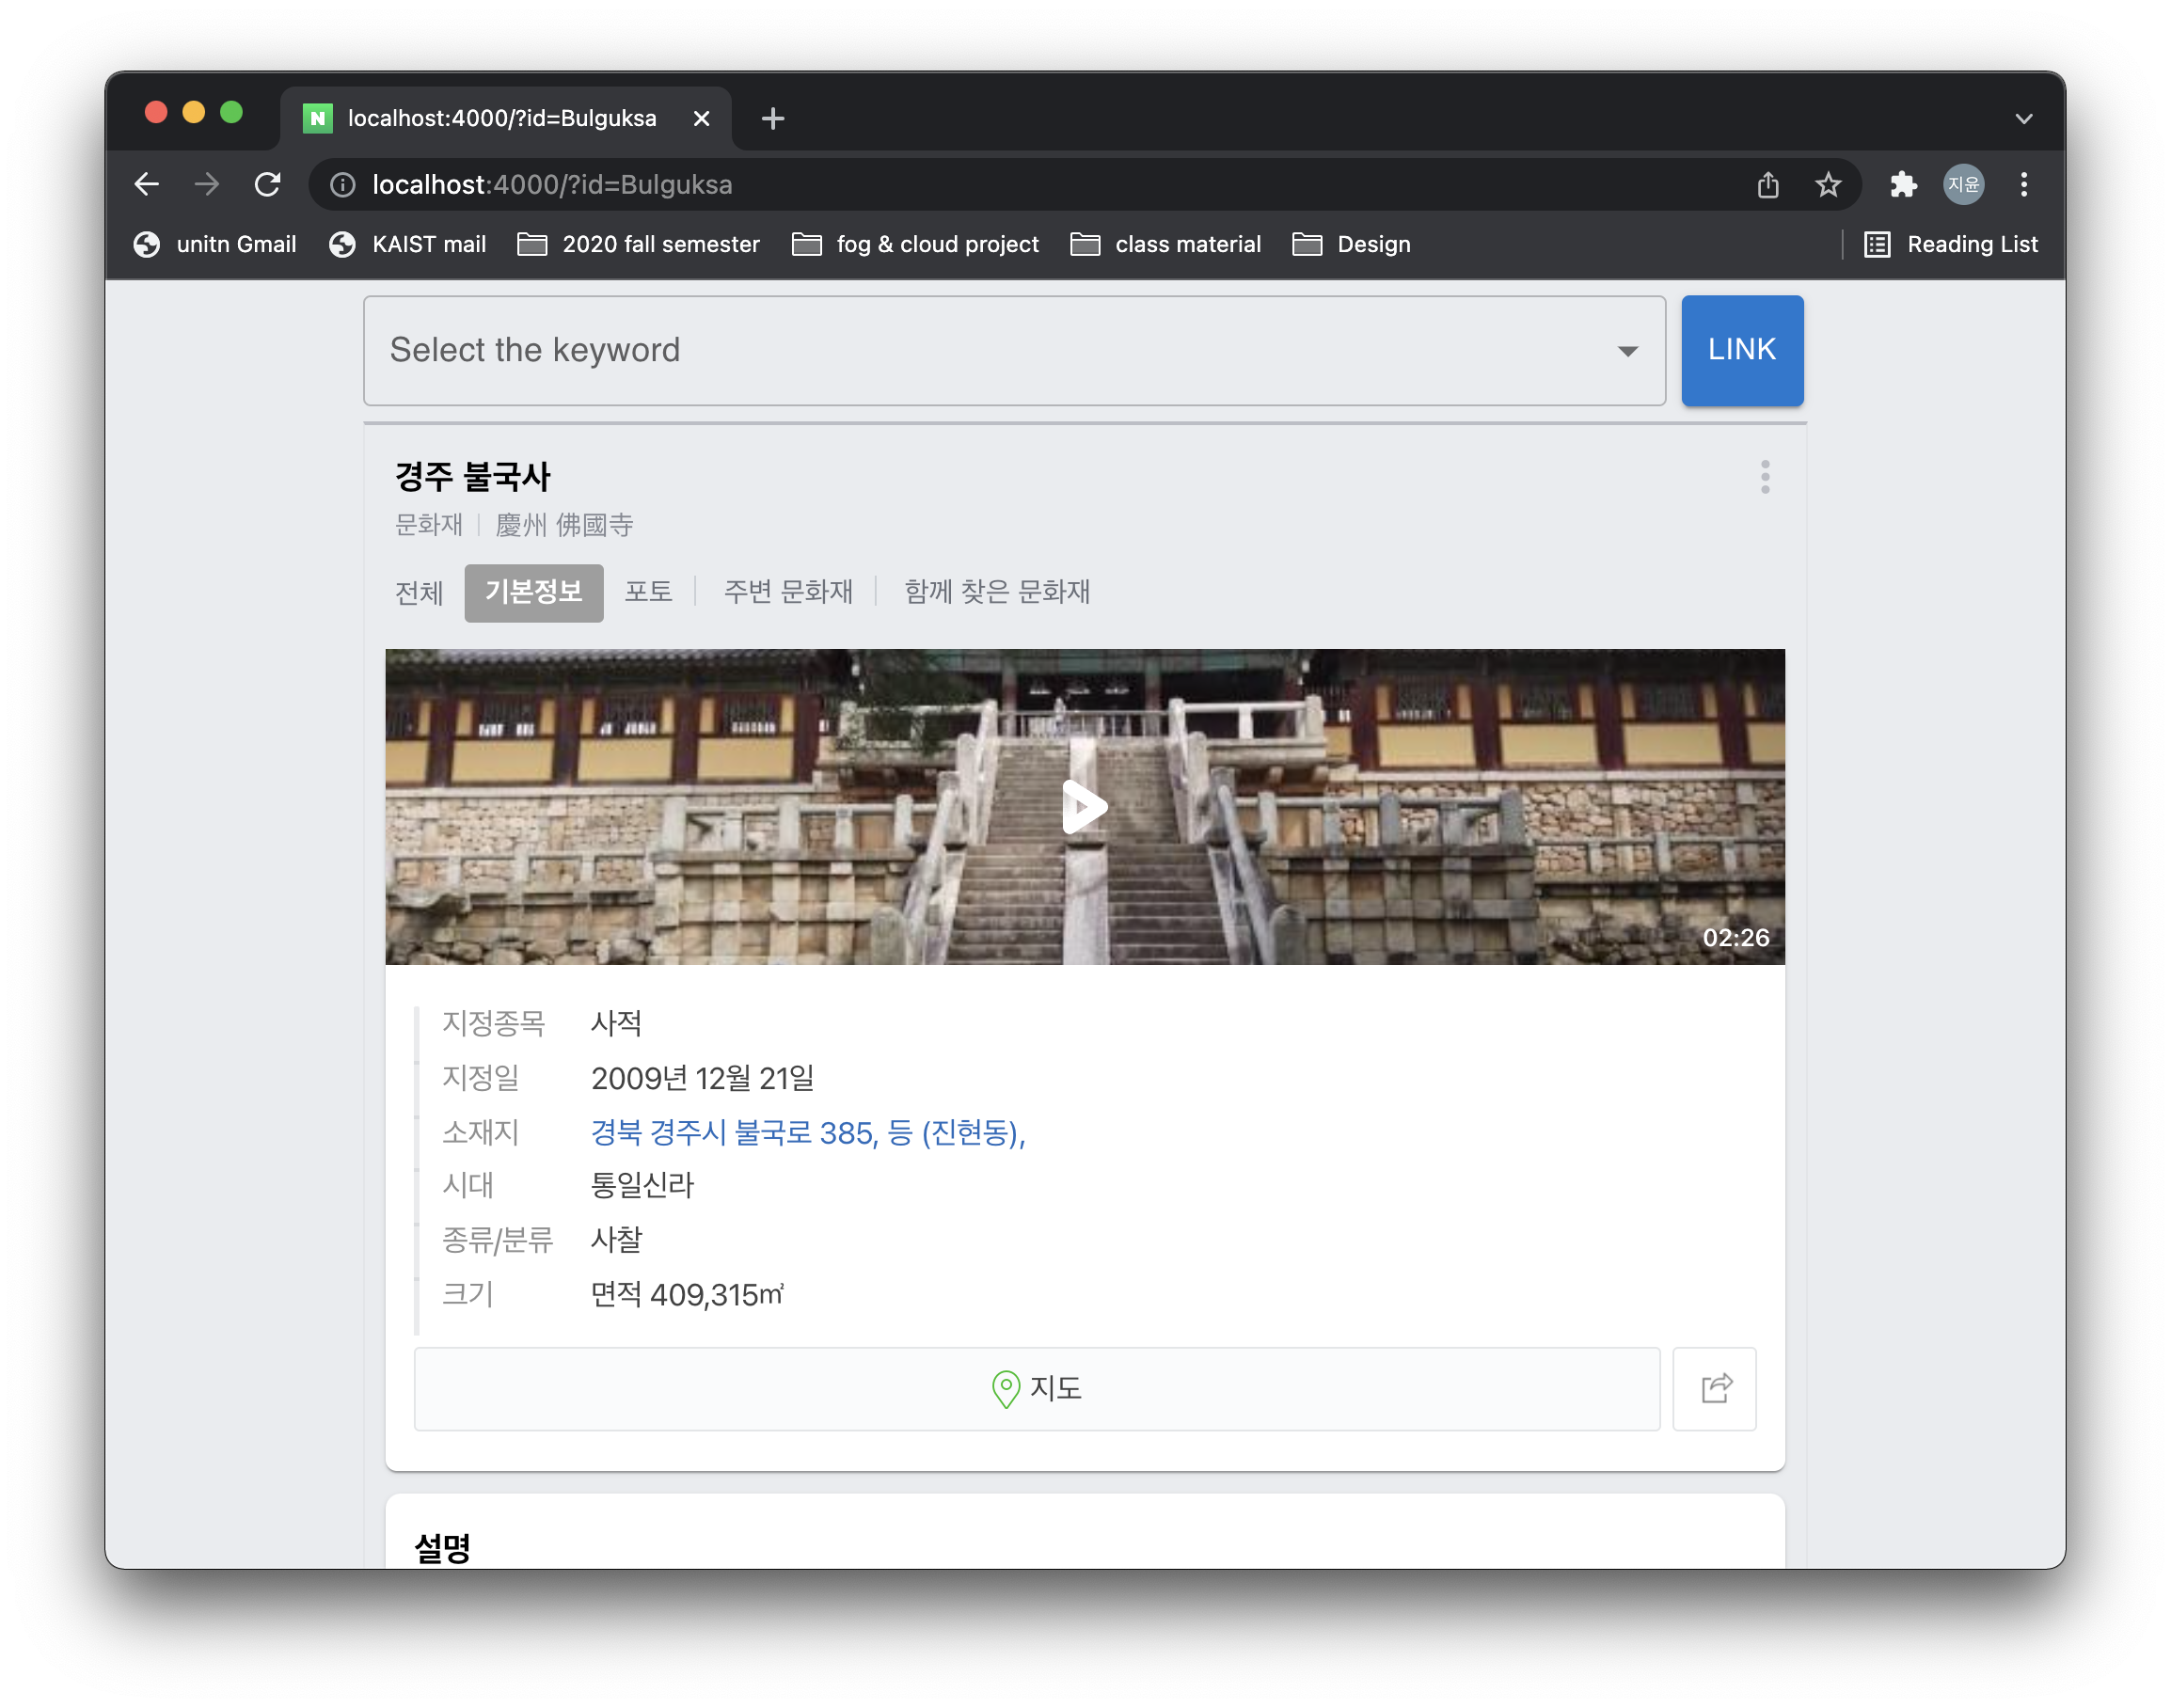 N localhost:4000/?id=Bulguksa
localhost:4000/?id=Bulguksa 지윤
unitn Gmail KAIST mail 2020 fall semester fog & cloud project class material Design Reading List
Select the keyword LINK
경주 불국사
문화재 慶州 佛國寺
전체 기본정보 포토 주변 문화재 함께 찾은 문화재
02:26
지정종목 사적
지정일 2009년 12월 21일
소재지 경북 경주시 불국로 385, 등 (진현동),
시대 통일신라
종류/분류 사찰
크기 면적 409,315㎡
지도
설명